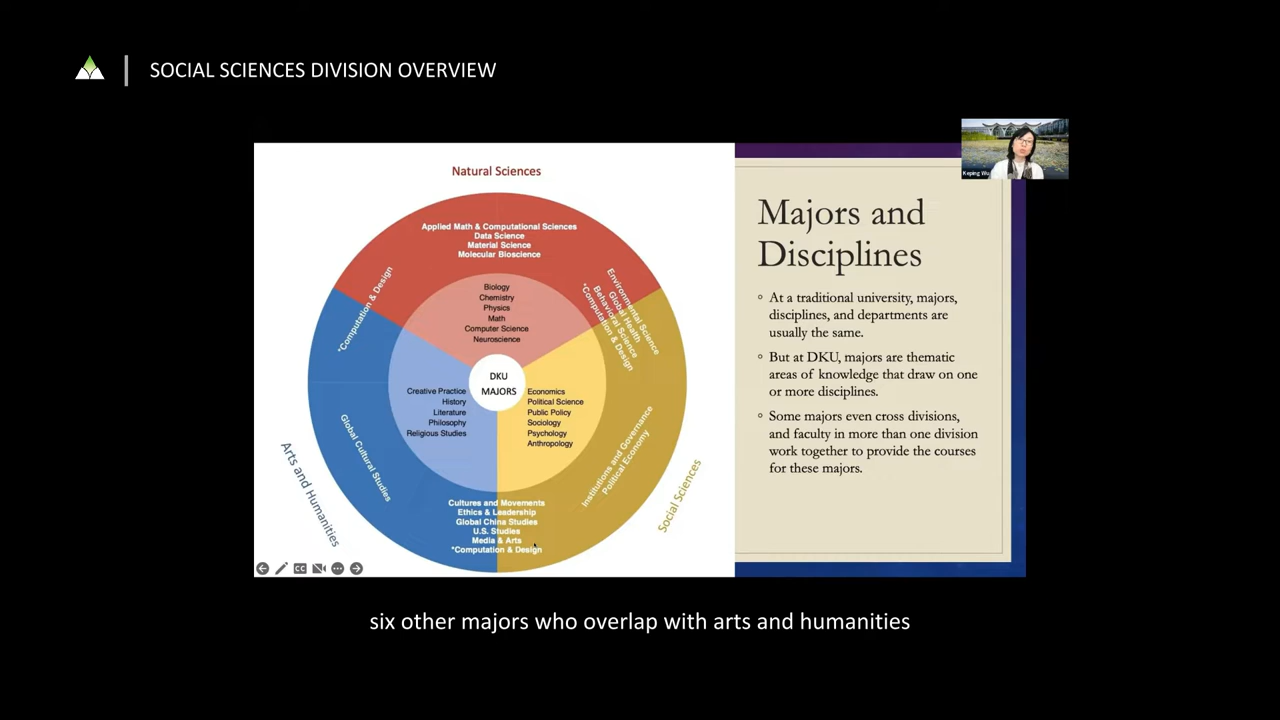 SOCIAL SCIENCES DIVISION OVERVIEW
Keping Wu
Natural Sciences
Applied Math & Computational Sciences
Data Science
Material Science
Molecular Bioscience
*Computation & Design
Environmental Science
Global Health
Behavioral Science
*Computation & Design
Biology
Chemistry
Physics
Math
Computer Science
Neuroscience
DKU
MAJORS
Creative Practice
History
Literature
Philosophy
Religious Studies
Economics
Political Science
Public Policy
Sociology
Psychology
Anthropology
Global Cultural Studies
Institutions and Governance
Political Economy
Arts and Humanities
Social Sciences
Cultures and Movements
Ethics & Leadership
Global China Studies
U.S. Studies
Media & Arts
*Computation & Design
CC
Majors and
Disciplines
At a traditional university, majors,
disciplines, and departments are
usually the same.
But at DKU, majors are thematic
areas of knowledge that draw on one
or more disciplines.
Some majors even cross divisions,
and faculty in more than one division
work together to provide the courses
for these majors.
six other majors who overlap with arts and humanities